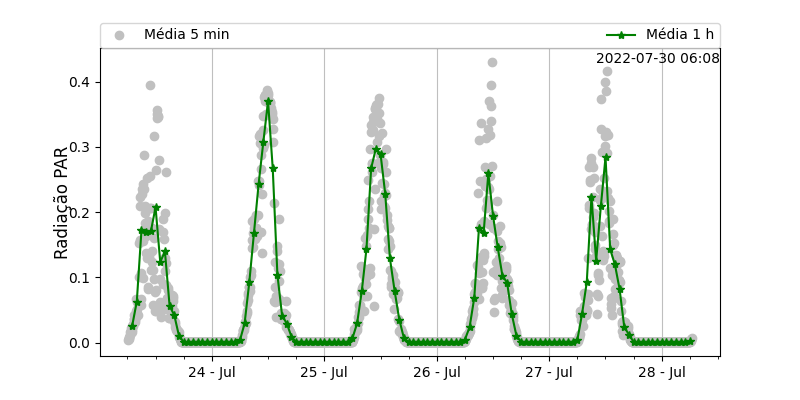 Média 5 min
Média 1 h
2022-07-30 06:08
Radiação PAR
0.4
0.3
0.2
0.1
0.0
24 - Jul
25 - Jul
26 - Jul
27 - Jul
28 - Jul